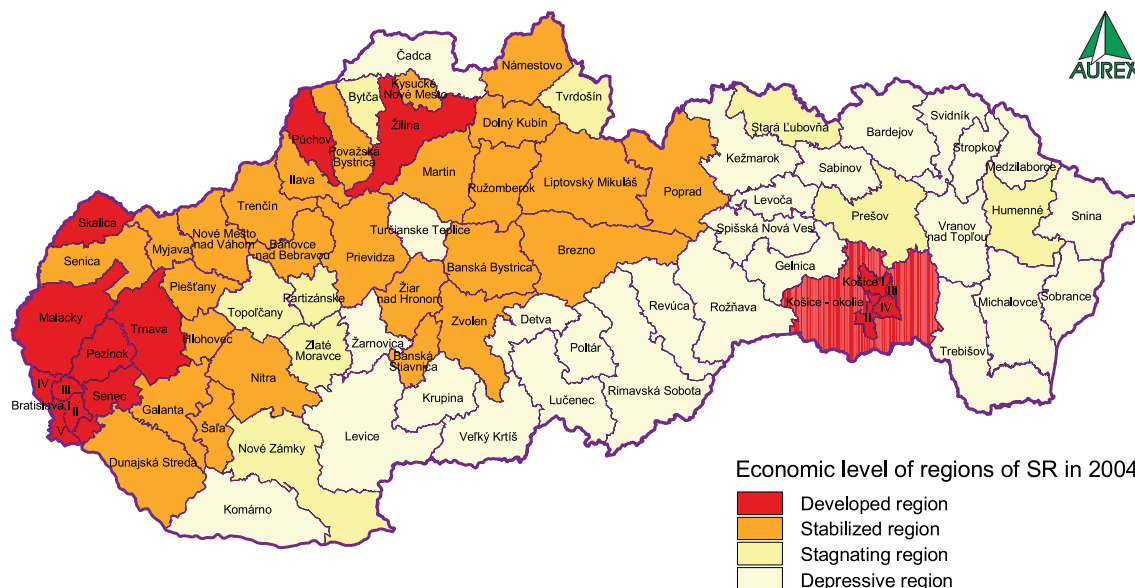 AUREX
Čadca
Námestovo
Kysucké
Nové Mesto
Bytča
Tvrdošín
Žilina
Dolný Kubín
Púchov
Považská
Bystrica
Stará Ľubovňa
Bardejov
Svidník
Stropkov
Medzilaborce
Kežmarok
Sabinov
Ilava
Martin
Ružomberok
Liptovský Mikuláš
Poprad
Levoča
Prešov
Humenné
Snina
Trenčín
Skalica
Nové Mesto
nad Váhom
Myjava
Bánovce
nad Bebravou
Prievidza
Turčianske Teplice
Spišská Nová Ves
Vranov
nad Topľou
Senica
Banská Bystrica
Brezno
Gelnica
Piešťany
Partizánske
Topoľčany
Žiar
nad Hronom
Košice I
III
Košice - okolie
IV
II
Revúca
Rožňava
Michalovce
Sobrance
Malacky
Trnava
Hlohovec
Zlaté
Moravce
Žarnovica
Zvolen
Detva
Poltár
Trebišov
Pezinok
Banská
Štiavnica
Nitra
IV
III
Senec
Bratislava I
II
V
Galanta
Krupina
Lučenec
Rimavská Sobota
Šaľa
Nové Zámky
Levice
Veľký Krtíš
Dunajská Streda
Komárno
Economic level of regions of SR in 2004
Developed region
Stabilized region
Stagnating region
Depressive region